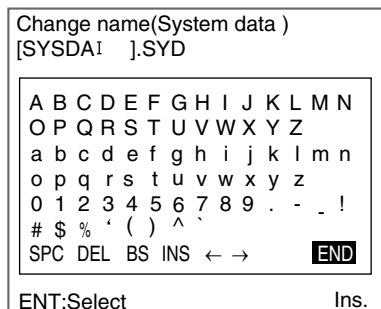 Change name(System data )
[SYSDAI ].SYD
A B C D E F G H I J K L M N
O P Q R S T U V W X Y Z
a b c d e f g h i j k l m n
o p q r s t u v w x y z
0 1 2 3 4 5 6 7 8 9 . - _ !
# $ % ‘ ( ) ^ `
SPC DEL BS INS ← → END
ENT:Select Ins.